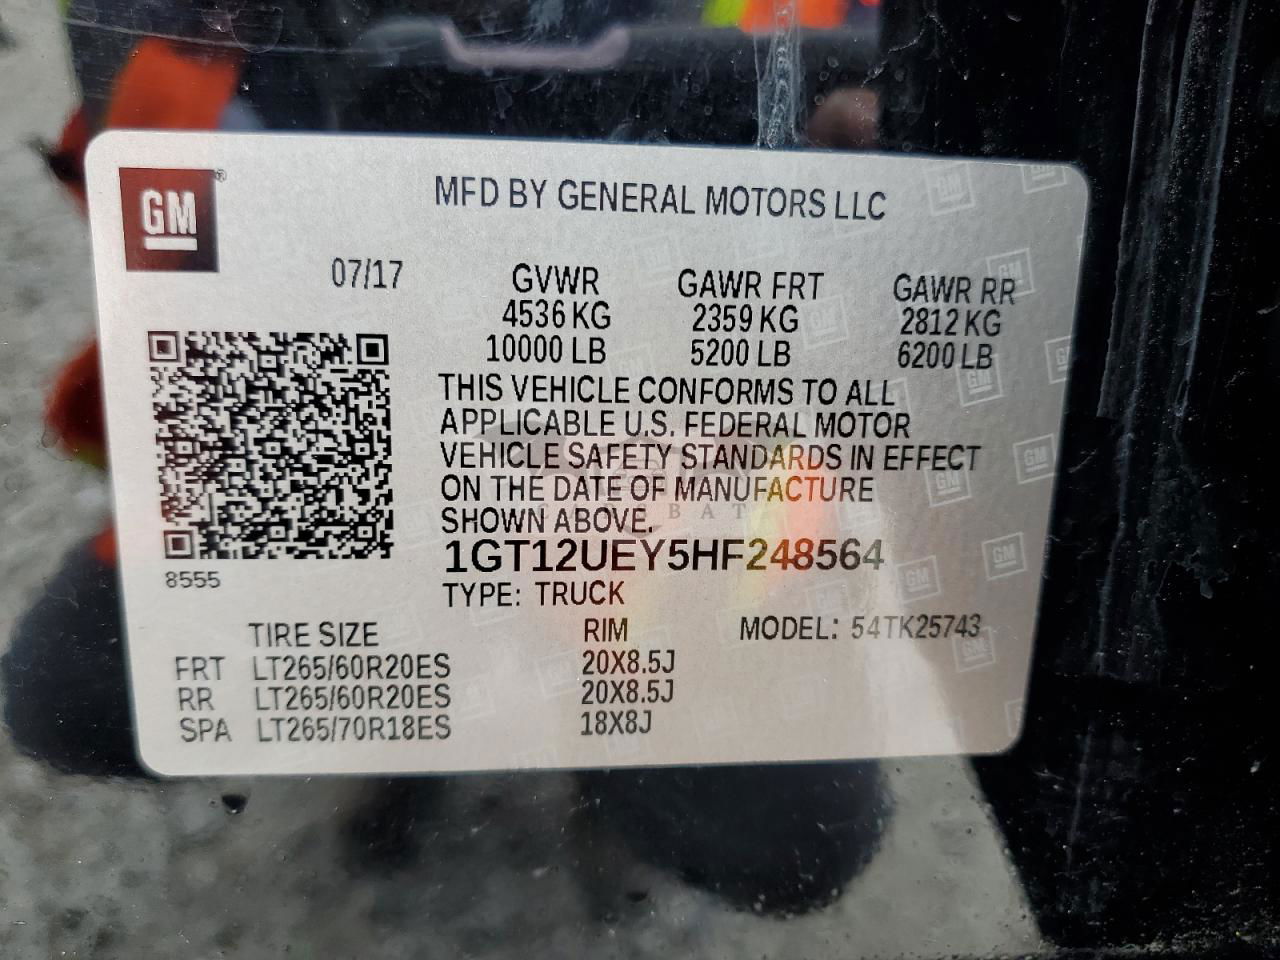 GM®
MFD BY GENERAL MOTORS LLC
07/17
GVWR GAWR FRT GAWR RR
4536 KG 2359 KG 2812 KG
10000 LB 5200 LB 6200 LB
THIS VEHICLE CONFORMS TO ALL
APPLICABLE U.S. FEDERAL MOTOR
VEHICLE SAFETY STANDARDS IN EFFECT
ON THE DATE OF MANUFACTURE
SHOWN ABOVE.
1GT12UEY5HF248564
8555
TYPE: TRUCK
TIRE SIZE RIM MODEL: 54TK25743
FRT LT265/60R20ES 20X8.5J
RR LT265/60R20ES 20X8.5J
SPA LT265/70R18ES 18X8J